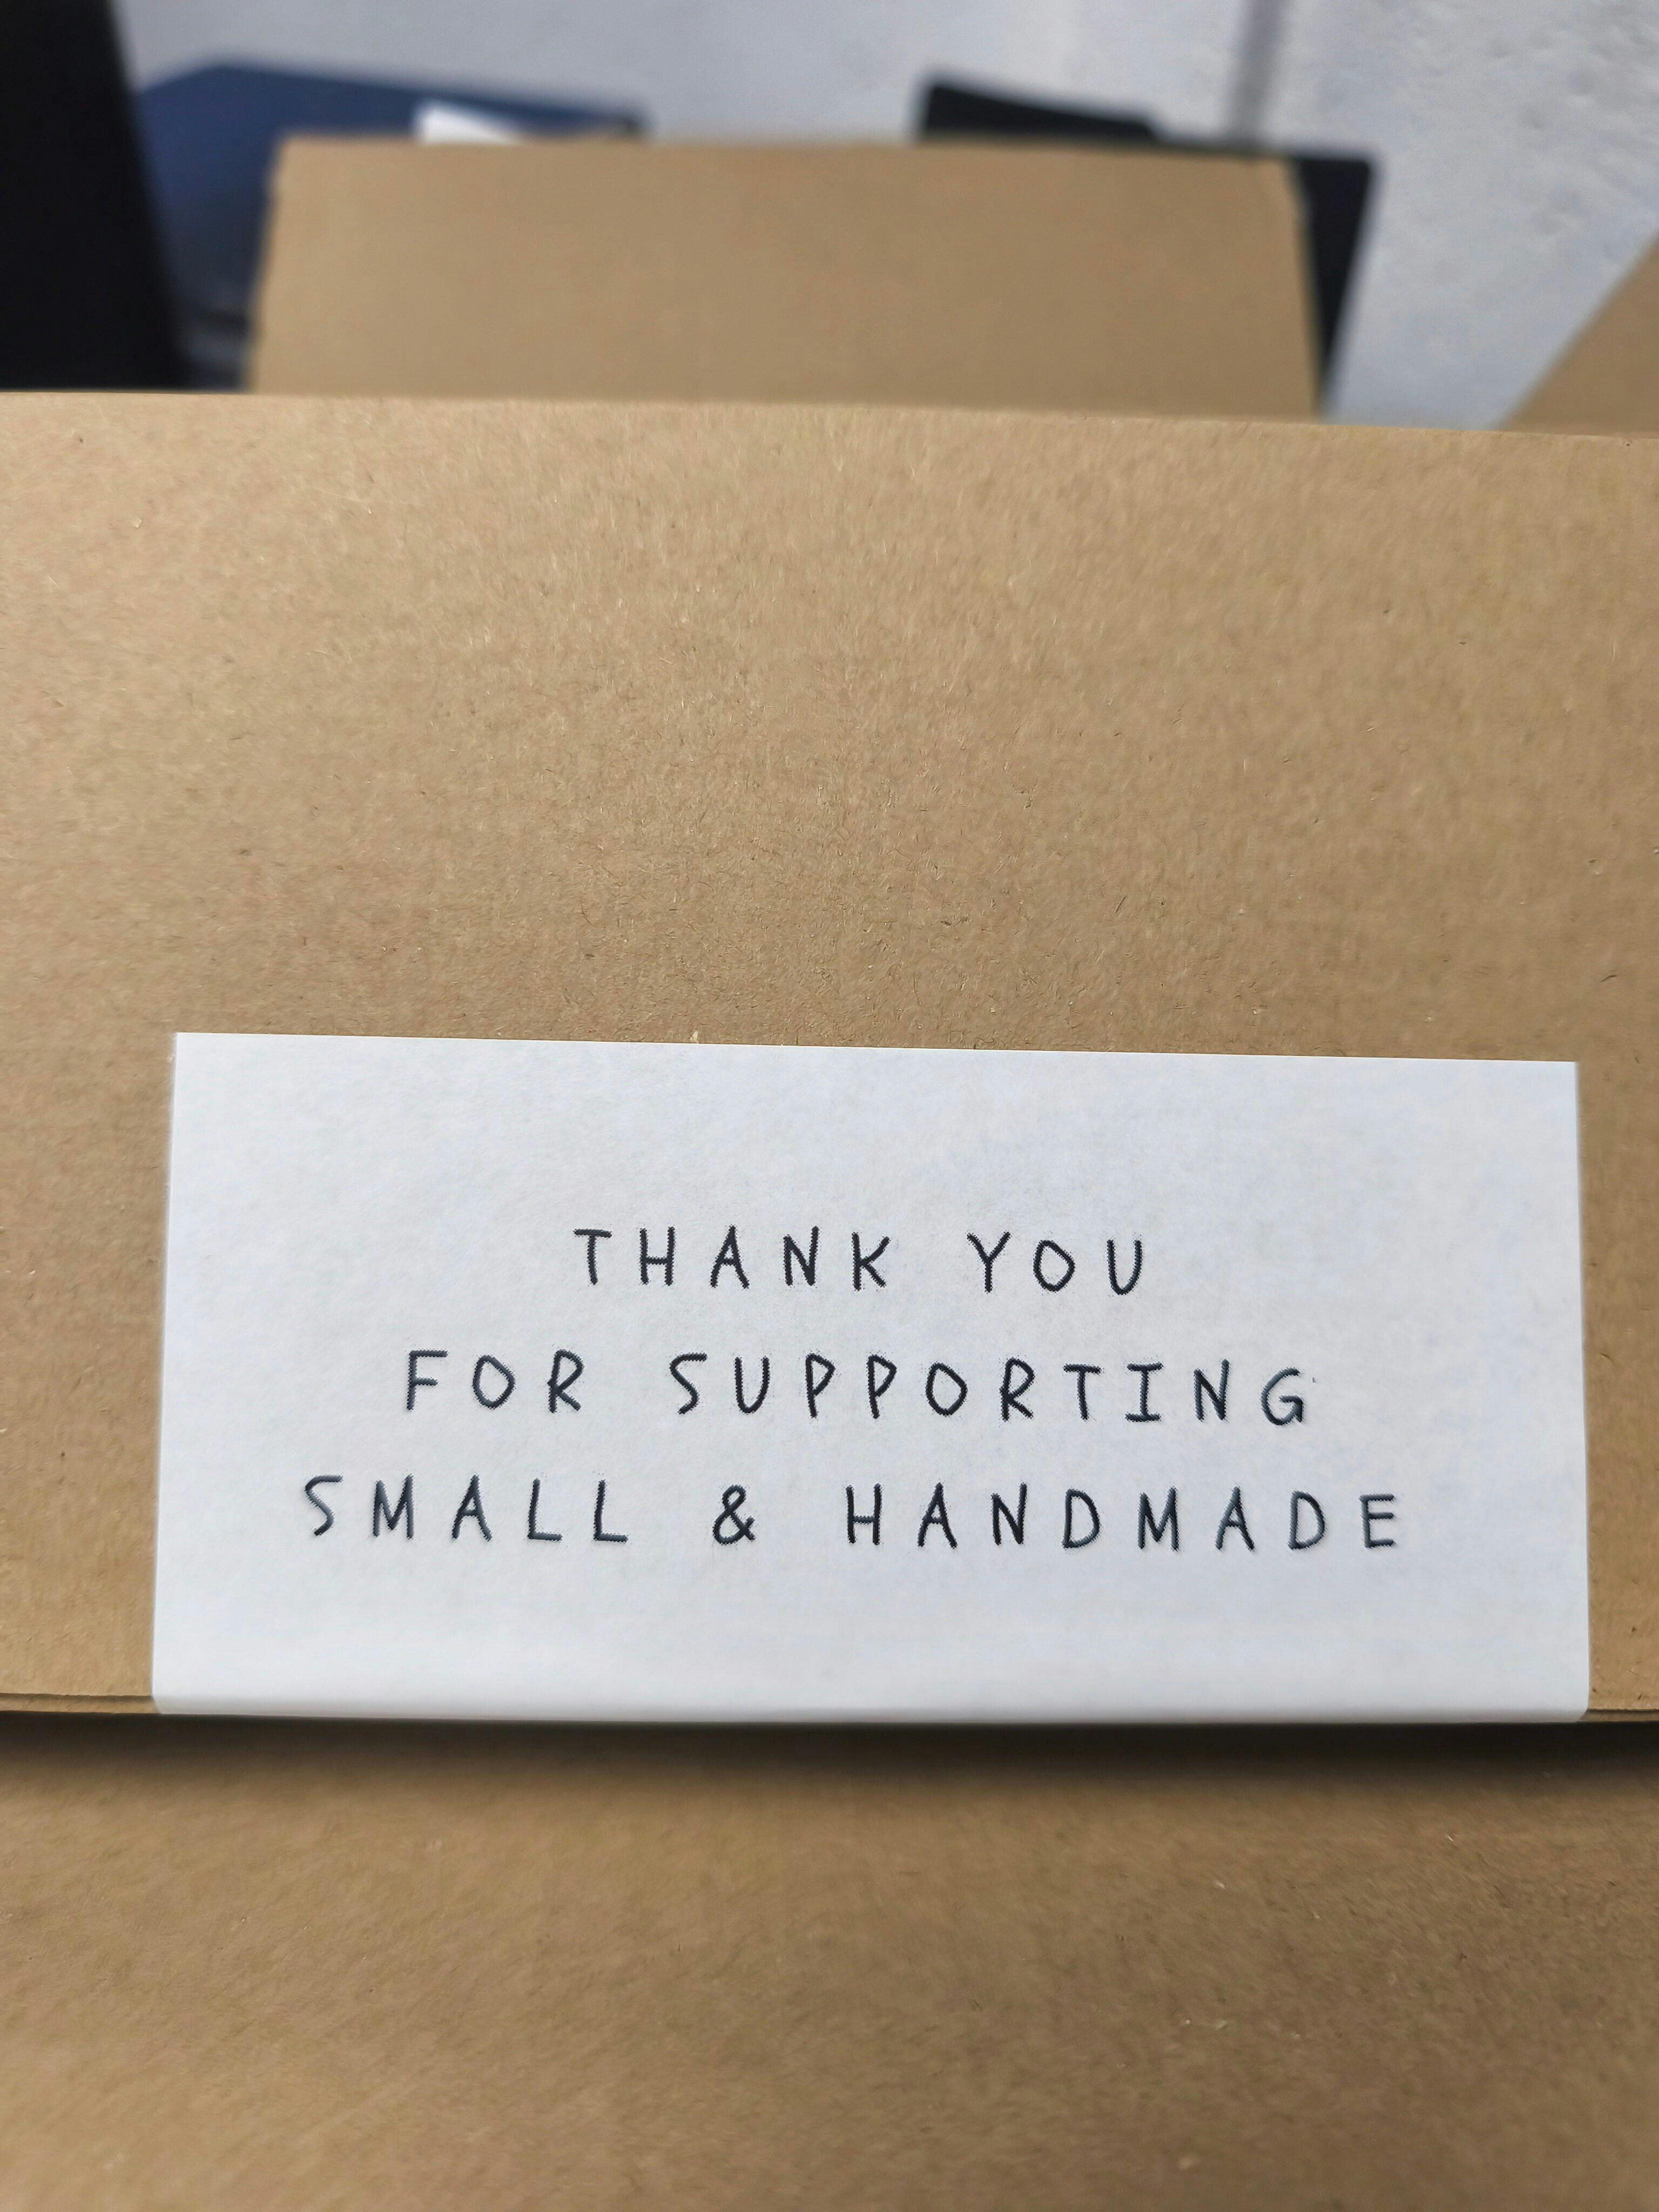 THANK YOU
FOR SUPPORTING
SMALL & HANDMADE